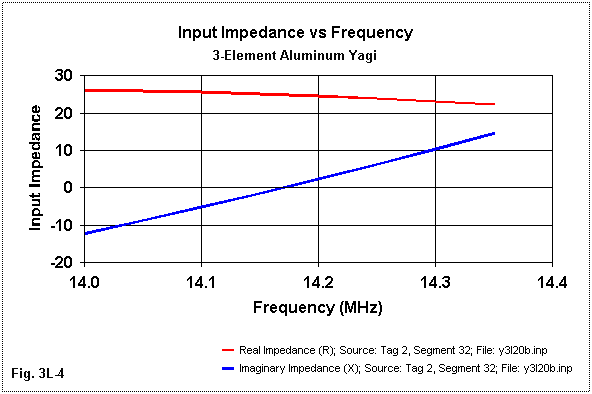 Input Impedance vs Frequency
3-Element Aluminum Yagi
Input Impedance
30
20
10
0
-10
-20
14.0 14.1 14.2 14.3 14.4
Frequency (MHz)
Real Impedance (R); Source: Tag 2, Segment 32; File: y3l20b.inp
Imaginary Impedance (X); Source: Tag 2, Segment 32; File: y3l20b.inp
Fig. 3L-4